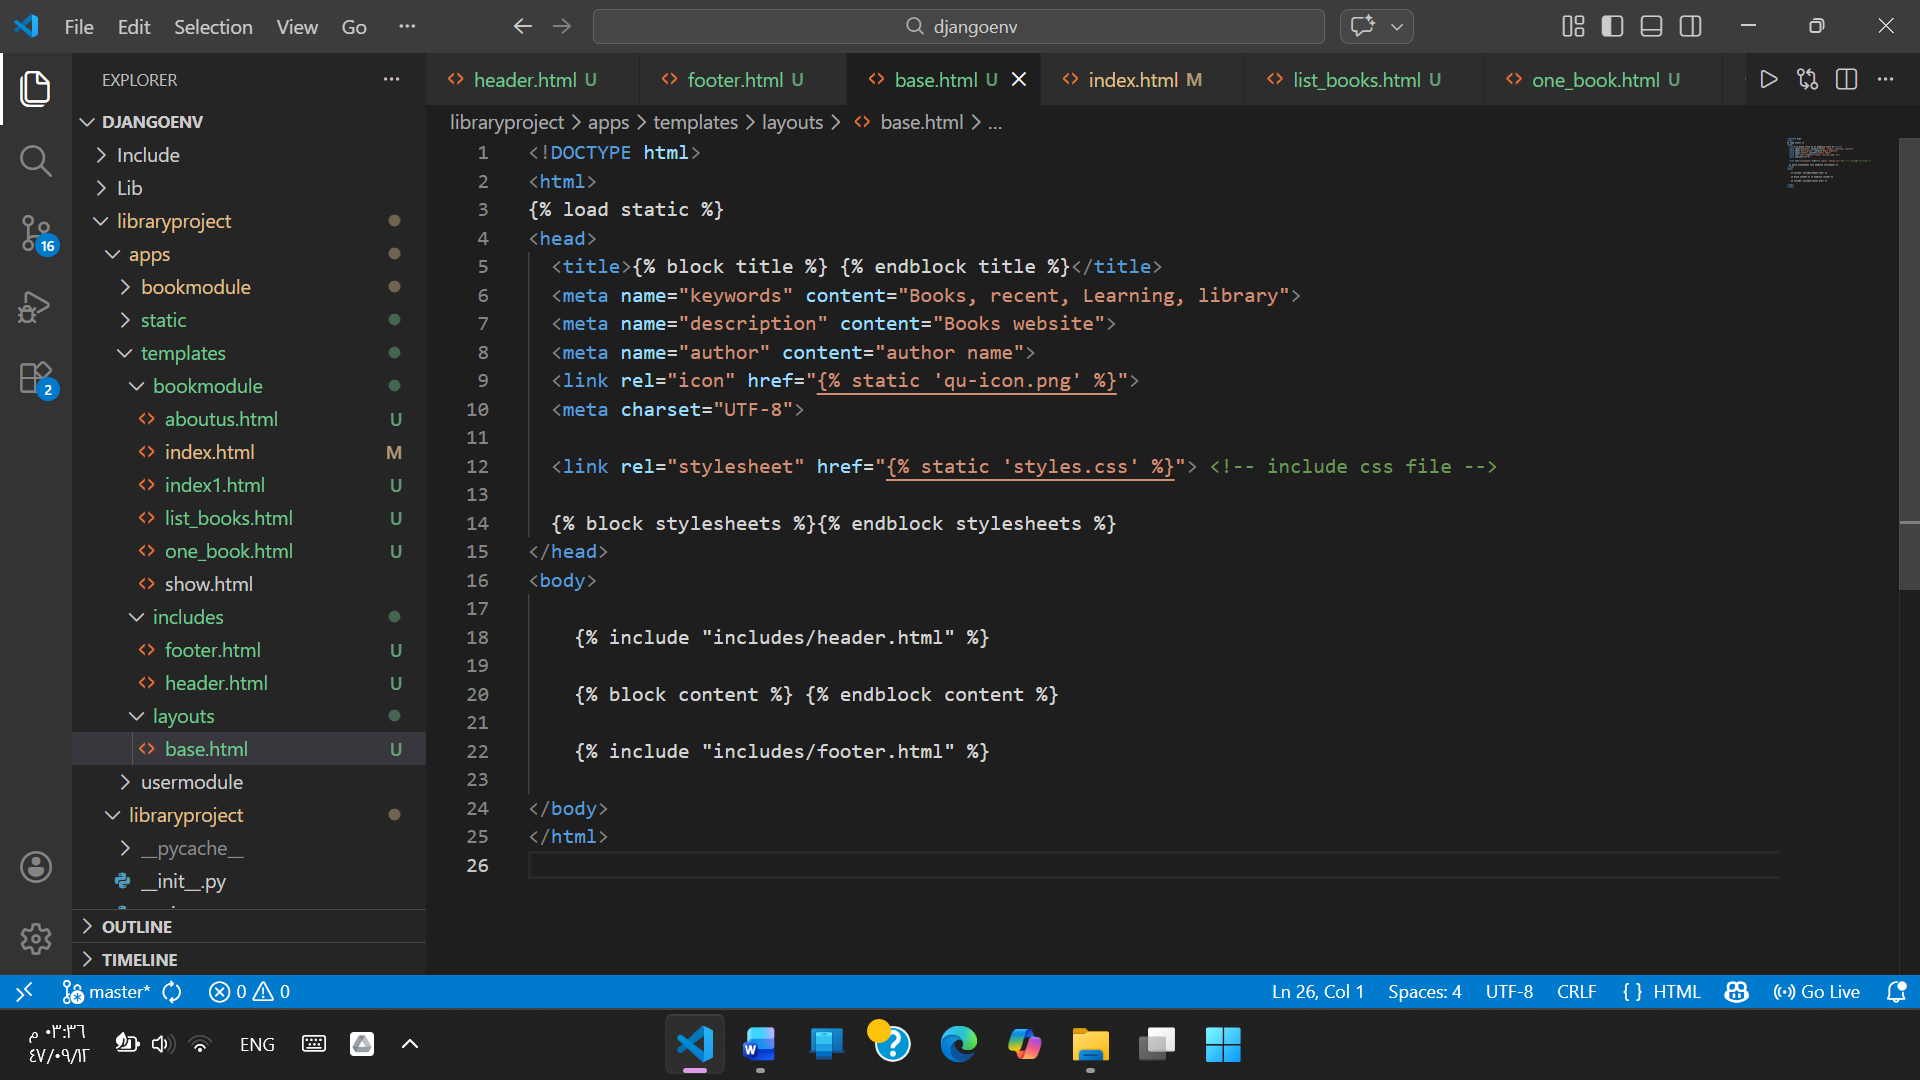 File Edit Selection View Go ···
djangoenv
EXPLORER
DJANGOENV
Include
Lib
libraryproject
apps
bookmodule
static
templates
bookmodule
aboutus.html U
index.html M
index1.html U
list_books.html U
one_book.html U
show.html
includes
footer.html U
header.html U
layouts
base.html U
usermodule
libraryproject
__pycache__
__init__.py
OUTLINE
TIMELINE
16
2
header.html U footer.html U base.html U index.html M list_books.html U one_book.html U
libraryproject > apps > templates > layouts > base.html > ...
1 <!DOCTYPE html>
2 <html>
3 {% load static %}
4 <head>
5 <title>{% block title %} {% endblock title %}</title>
6 <meta name="keywords" content="Books, recent, Learning, library">
7 <meta name="description" content="Books website">
8 <meta name="author" content="author name">
9 <link rel="icon" href="{% static 'qu-icon.png' %}">
10 <meta charset="UTF-8">
11
12 <link rel="stylesheet" href="{% static 'styles.css' %}"> <!-- include css file -->
13
14 {% block stylesheets %}{% endblock stylesheets %}
15 </head>
16 <body>
17
18 {% include "includes/header.html" %}
19
20 {% block content %} {% endblock content %}
21
22 {% include "includes/footer.html" %}
23
24 </body>
25 </html>
26
master* 0 0 Ln 26, Col 1 Spaces: 4 UTF-8 CRLF { } HTML Go Live
٠٣:٣٦ م
٤٧/٠٩/١٢
ENG